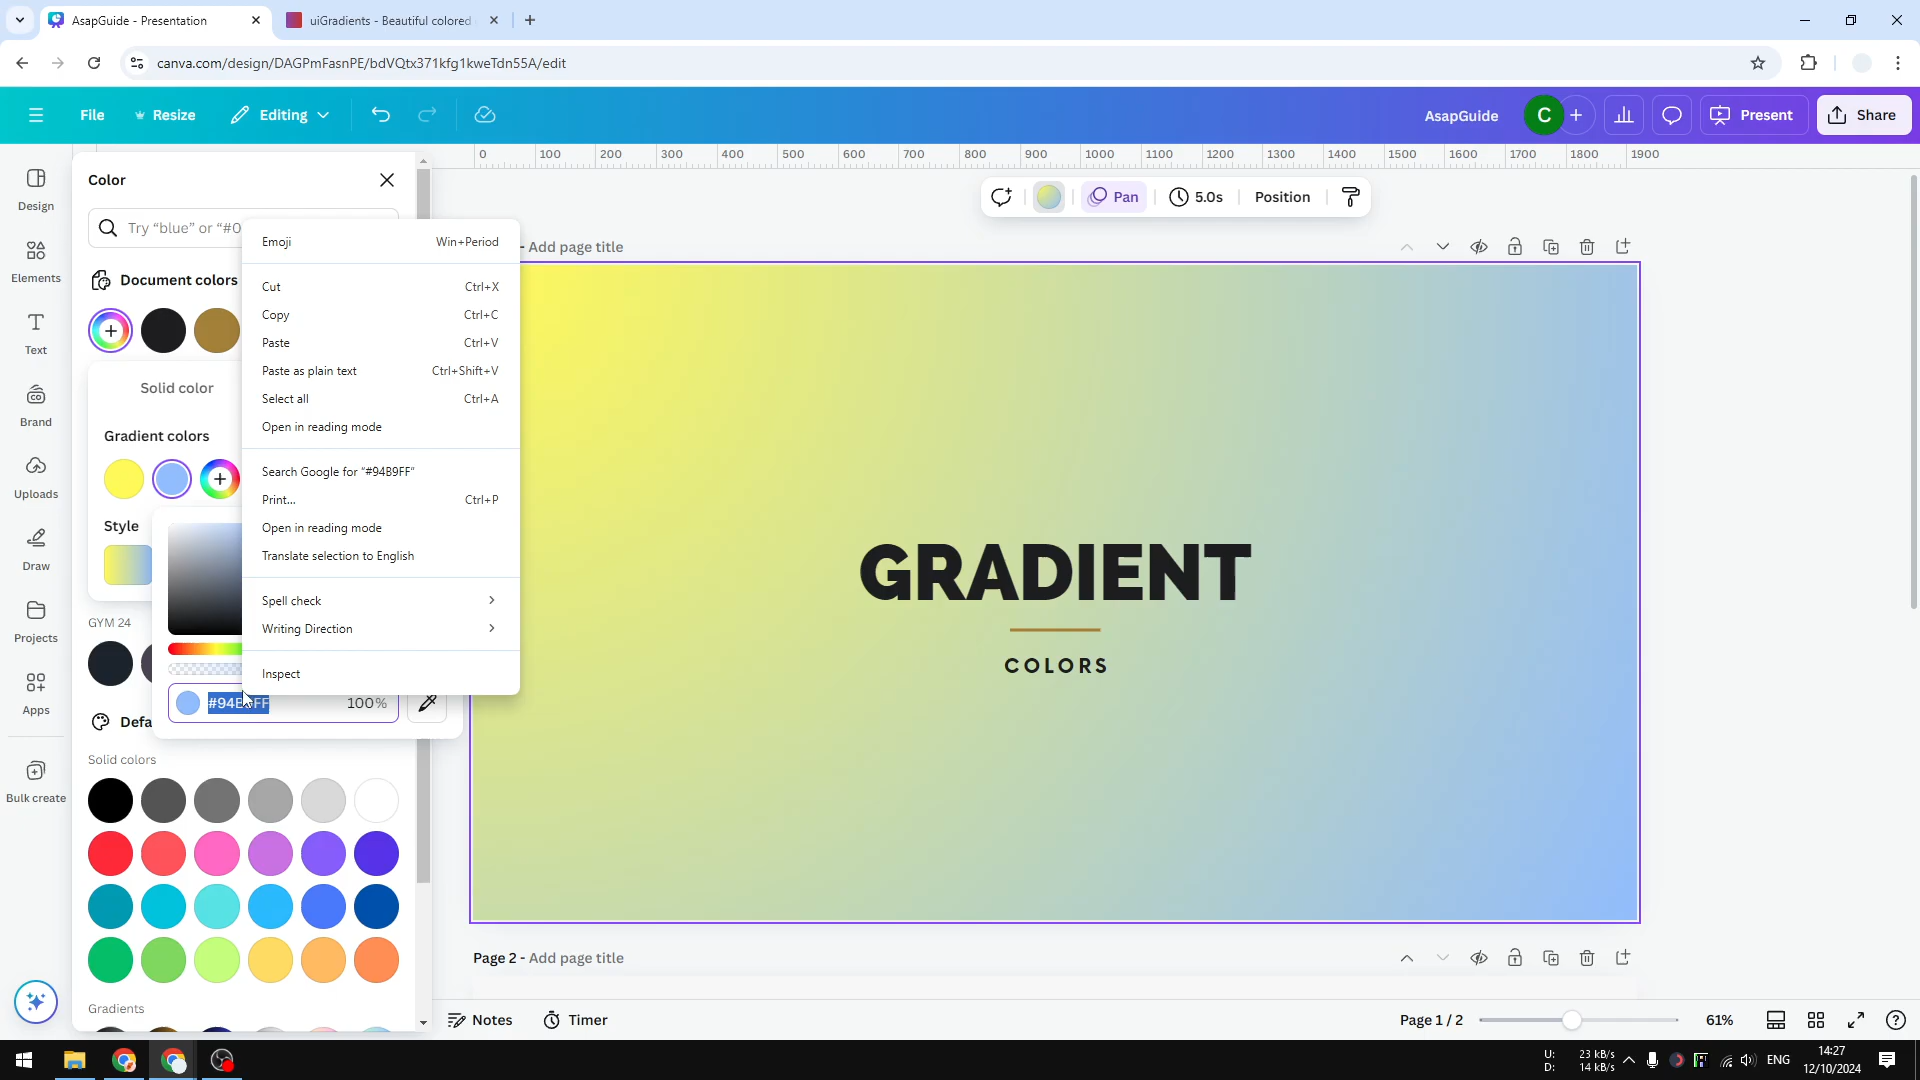 AsapGuide - Presentation
uiGradients - Beautiful colored
canva.com/design/DAGPmFasnPE/bdVQtx371kfg1kweTdn55A/edit
File
Resize
Editing
AsapGuide
C
Present
Share
0 100 200 300 400 500 600 700 800 900 1000 1100 1200 1300 1400 1500 1600 1700 1800 1900
Design
Elements
Text
Brand
Uploads
Draw
Projects
Apps
Bulk create
Color
Try “blue” or “#0
Document colors
Solid color
Gradient colors
Style
GYM 24
#94B9FF
100%
Defa
Solid colors
Gradients
Emoji Win+Period
Cut Ctrl+X
Copy Ctrl+C
Paste Ctrl+V
Paste as plain text Ctrl+Shift+V
Select all Ctrl+A
Open in reading mode
Search Google for “#94B9FF”
Print... Ctrl+P
Open in reading mode
Translate selection to English
Spell check
Writing Direction
Inspect
Pan
5.0s
Position
- Add page title
GRADIENT
COLORS
Page 2 - Add page title
Notes
Timer
Page 1 / 2
61%
U: 23 kB/s
D: 14 kB/s
ENG
14:27
12/10/2024